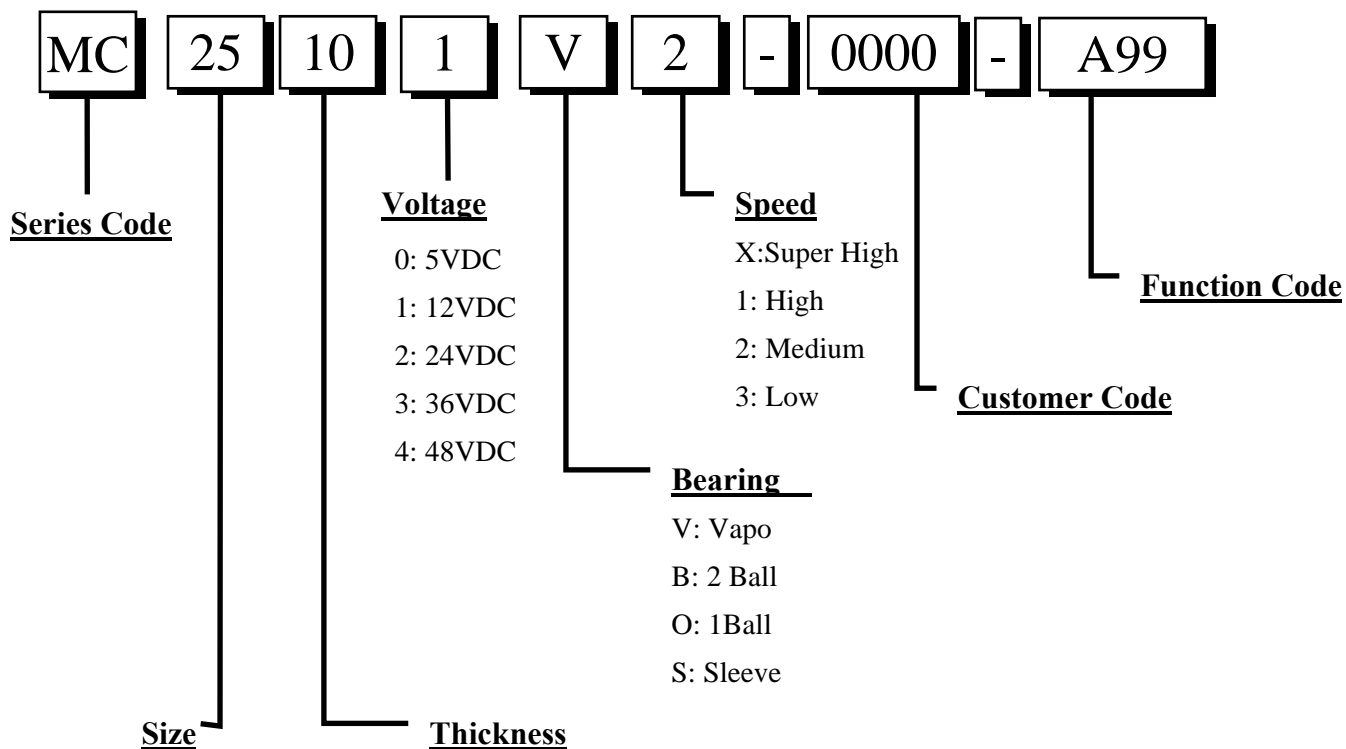 MC 25 10 1 V 2 - 0000 - A99
Series Code
Voltage
0: 5VDC
1: 12VDC
2: 24VDC
3: 36VDC
4: 48VDC
Speed
X:Super High
1: High
2: Medium
3: Low
Function Code
Customer Code
Bearing
V: Vapo
B: 2 Ball
O: 1Ball
S: Sleeve
Size
Thickness